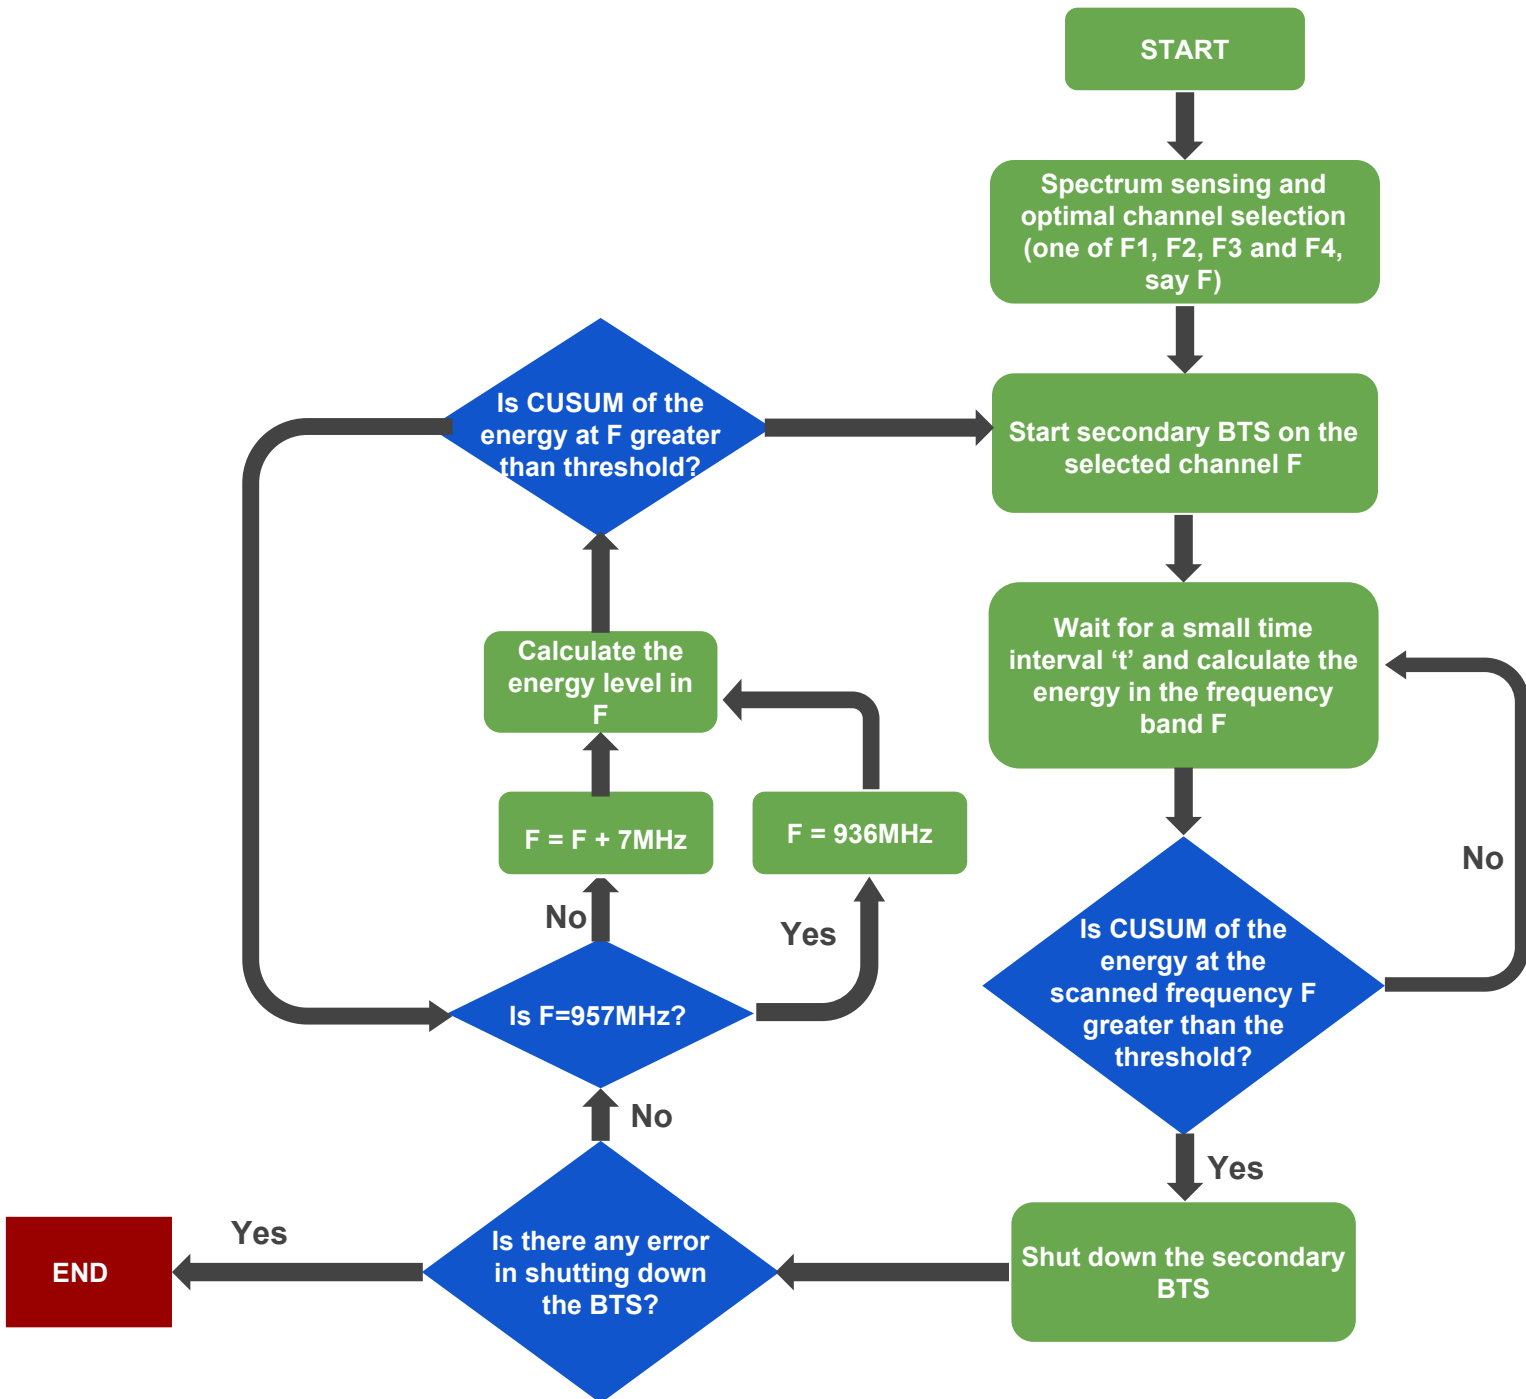 START
Spectrum sensing and
optimal channel selection
(one of F1, F2, F3 and F4,
say F)
Is CUSUM of the
energy at F greater
than threshold?
Start secondary BTS on the
selected channel F
Wait for a small time
interval ‘t’ and calculate the
energy in the frequency
band F
Calculate the
energy level in
F
F = F + 7MHz
F = 936MHz
No
No
Yes
Is CUSUM of the
energy at the
scanned frequency F
greater than the
threshold?
Is F=957MHz?
No
Yes
Yes
Is there any error
in shutting down
the BTS?
Shut down the secondary
BTS
END